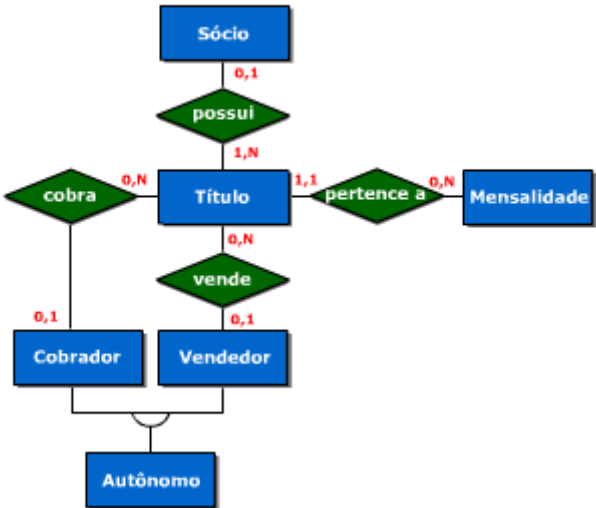 Sócio
0,1
possui
1,N
cobra
0,N
Título
1,1
pertence a
0,N
Mensalidade
0,N
vende
0,1
0,1
Cobrador
Vendedor
Autônomo